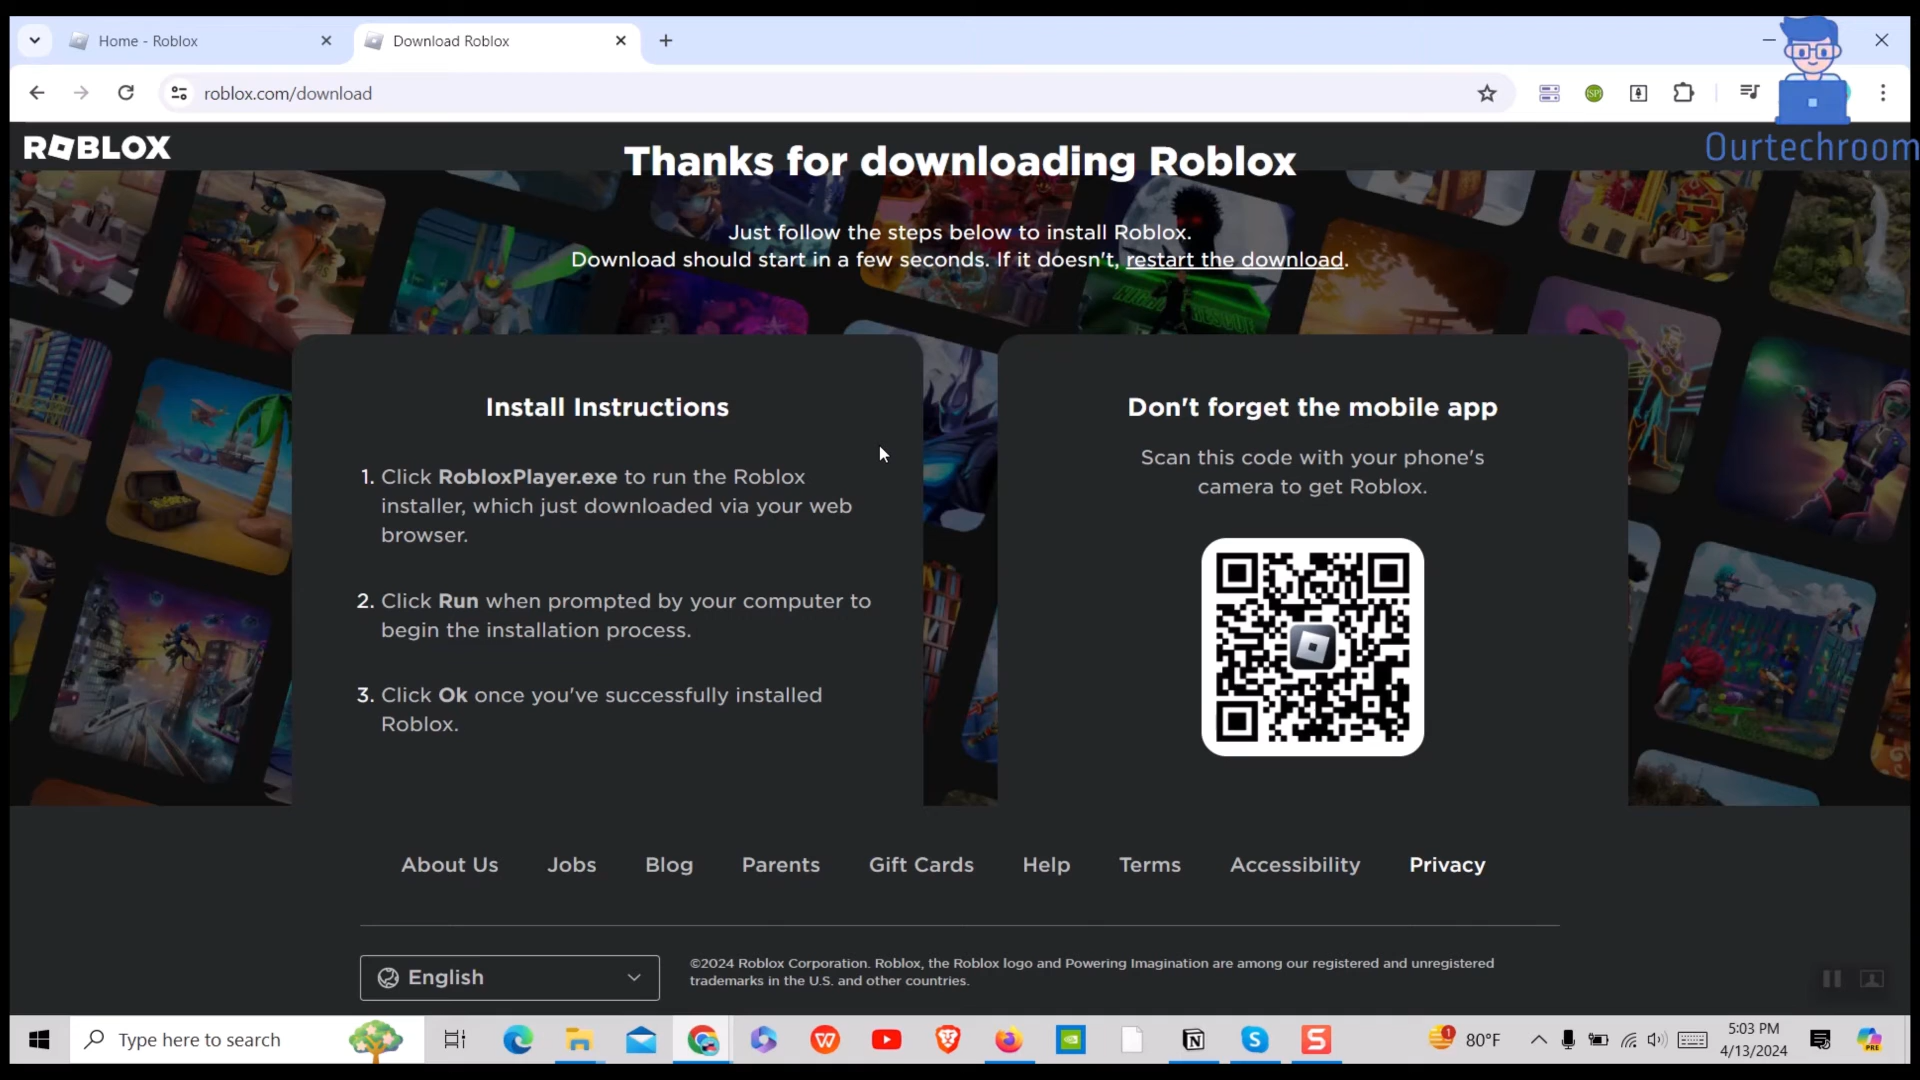 Home - Roblox
Download Roblox
roblox.com/download
Ourtechroom
ROBLOX
Thanks for downloading Roblox
Just follow the steps below to install Roblox.
Download should start in a few seconds. If it doesn't, restart the download.
Install Instructions
1. Click RobloxPlayer.exe to run the Roblox
installer, which just downloaded via your web
browser.
2. Click Run when prompted by your computer to
begin the installation process.
3. Click Ok once you've successfully installed
Roblox.
Don't forget the mobile app
Scan this code with your phone's
camera to get Roblox.
About Us Jobs Blog Parents Gift Cards Help Terms Accessibility Privacy
English
©2024 Roblox Corporation. Roblox, the Roblox logo and Powering Imagination are among our registered and unregistered
trademarks in the U.S. and other countries.
Type here to search
1
80°F
5:03 PM
4/13/2024
PRE